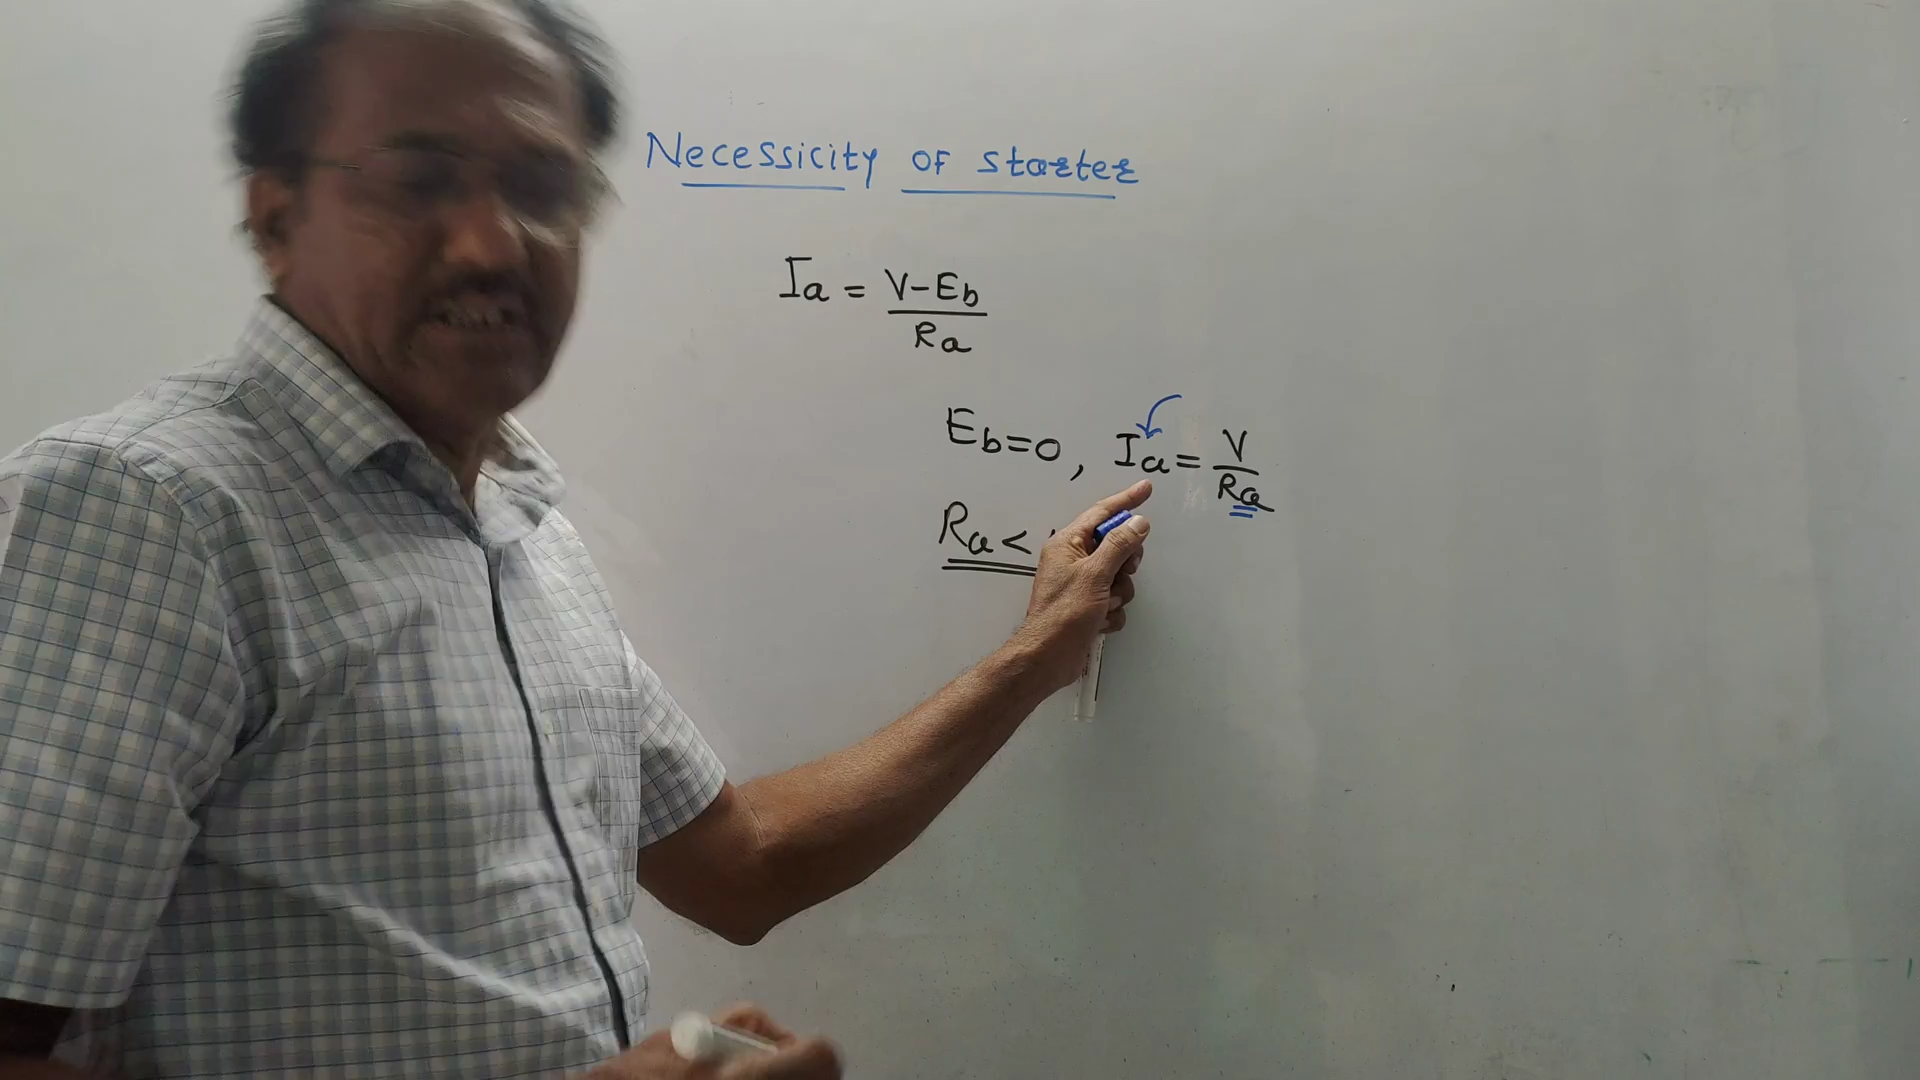 Necessicity of starter
Ia = V-Eb / Ra
Eb=0, Ia = V / Ra
Ra <